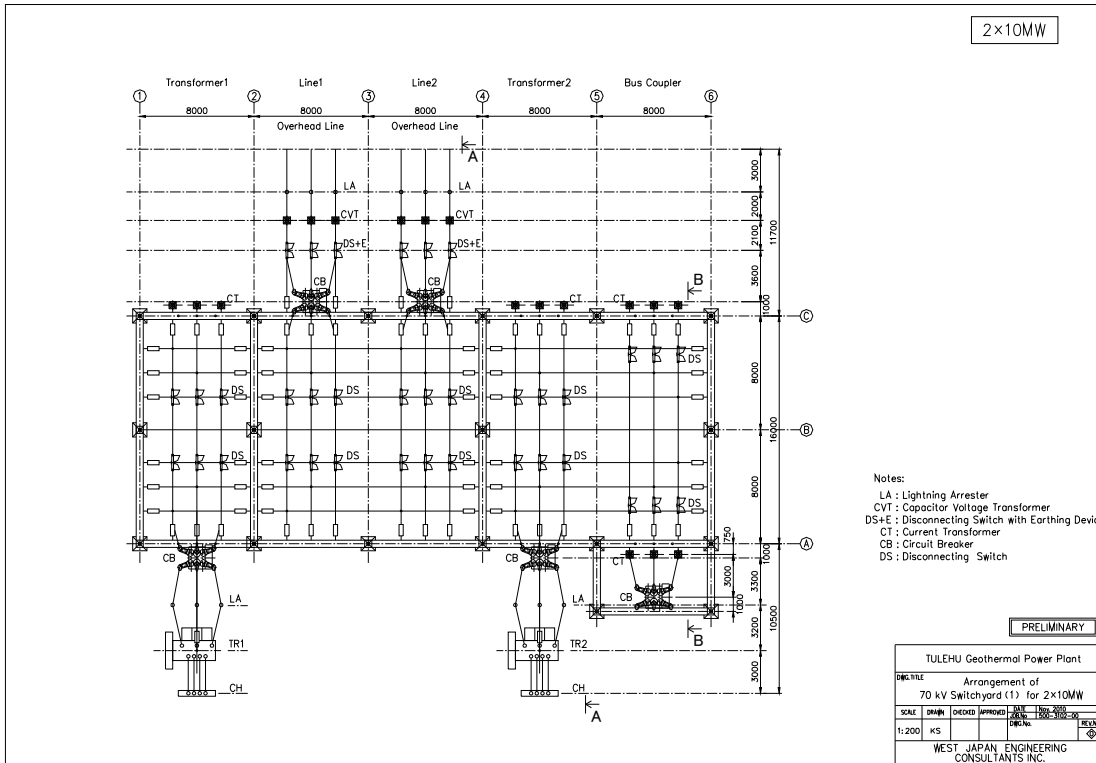 2×10MW
Transformer1 Line1 Line2 Transformer2 Bus Coupler
1 2 3 4 5 6
8000 8000 8000 8000 8000
Overhead Line Overhead Line
A
3000
LA LA
2000
CVT CVT
2100
11700
DS+E DS+E
3600
CB CB
B
CT CT CT
1000
C
DS
8000
DS DS DS DS
16000
B
DS DS DS DS
8000
DS
A
750
CB CB CT
1000
3000
3300
CB
LA LA
1000
10500
3200
B
TR1 TR2
3000
CH CH
A
Notes:
LA : Lightning Arrester
CVT : Capacitor Voltage Transformer
DS+E : Disconnecting Switch with Earthing Devic
CT : Current Transformer
CB : Circuit Breaker
DS : Disconnecting Switch
PRELIMINARY
TULEHU Geothermal Power Plant
DWG.TITLE
Arrangement of
70 kV Switchyard (1) for 2×10MW
SCALE DRAWN CHECKED APPROVED DATE Nov. 2010
JOB.No 500-3102-00
1:200 KS DWG.No.
WEST JAPAN ENGINEERING
CONSULTANTS INC.